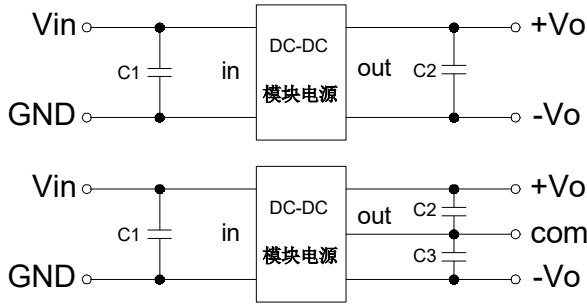 Vin
+Vo
DC-DC
C1
in
out
C2
模块电源
GND
-Vo
Vin
+Vo
DC-DC
out
C2
C1
in
com
模块电源
C3
GND
-Vo